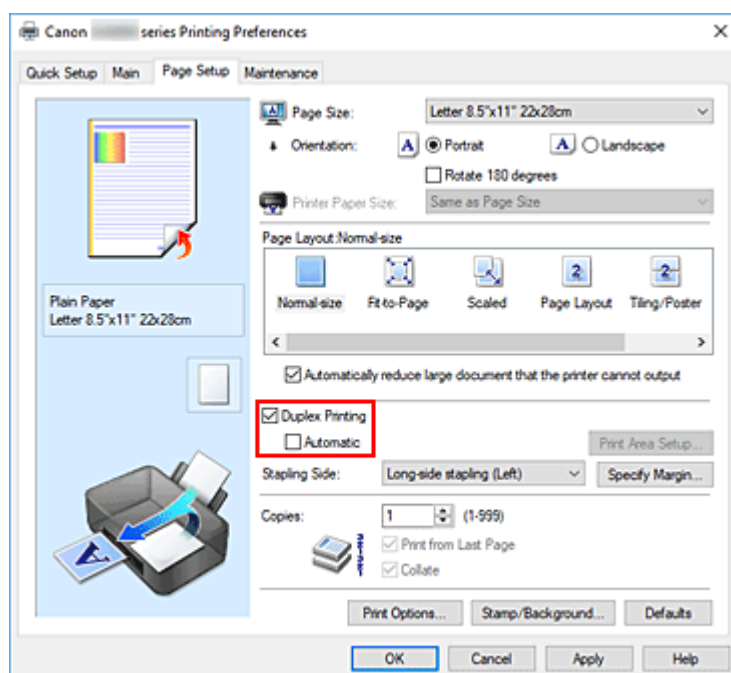 Canon series Printing Preferences
Quick Setup Main Page Setup Maintenance
Page Size: Letter 8.5"x11" 22x28cm
Orientation: A Portrait A Landscape
Rotate 180 degrees
Printer Paper Size: Same as Page Size
Page Layout:Normal-size
Normal-size Fit-to-Page Scaled Page Layout Tiling/Poster
Plain Paper
Letter 8.5"x11" 22x28cm
Automatically reduce large document that the printer cannot output
Duplex Printing
Automatic
Print Area Setup...
Stapling Side: Long-side stapling (Left) Specify Margin...
Copies: 1 (1-999)
Print from Last Page
Collate
Print Options... Stamp/Background... Defaults
OK Cancel Apply Help